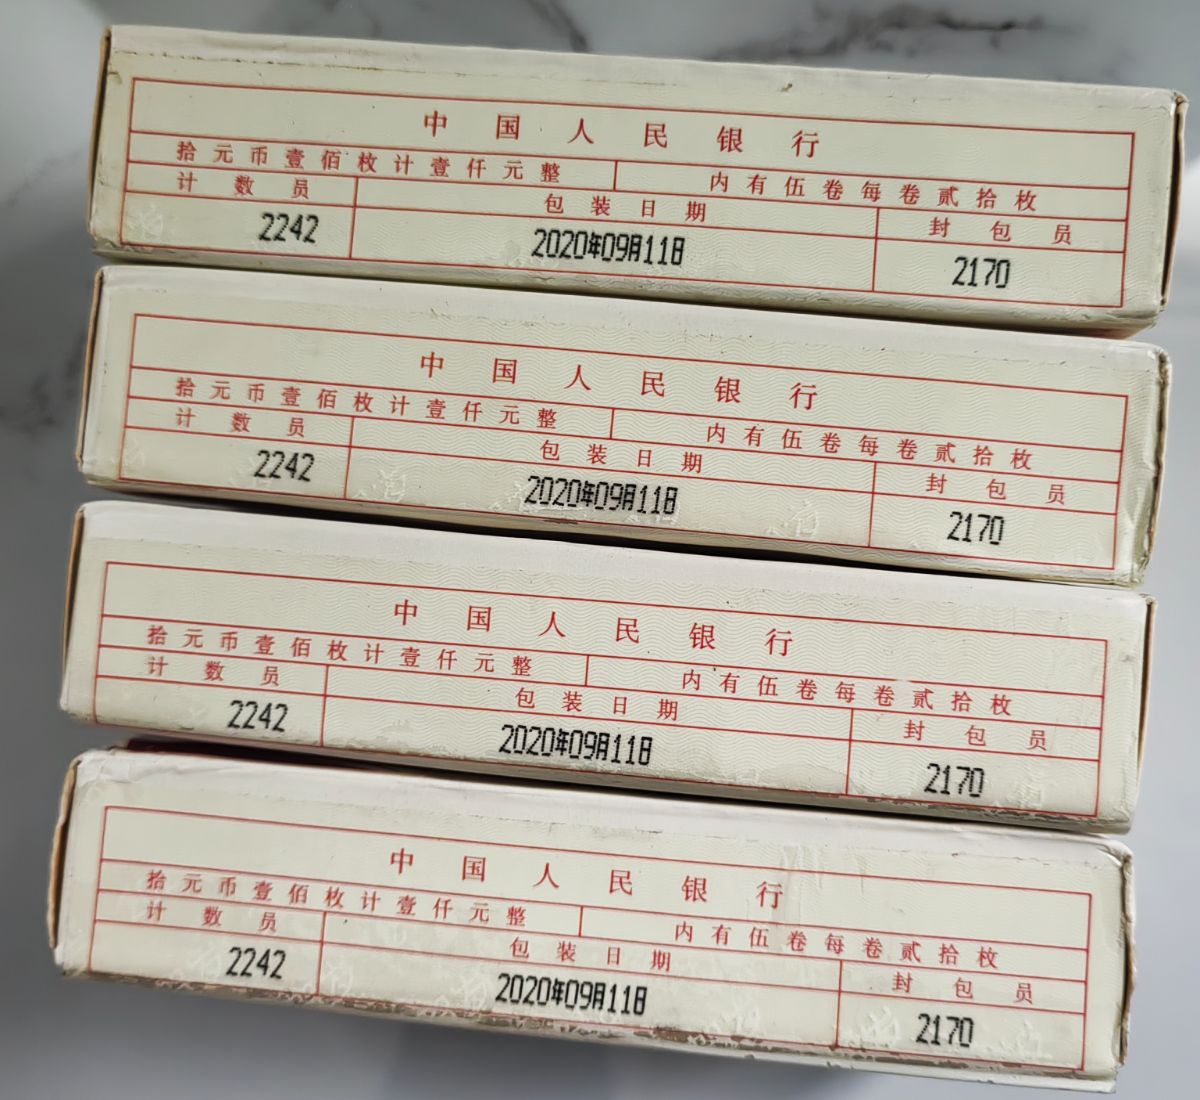 中国人民银行
拾元币壹佰枚计壹仟元整 内有伍卷每卷贰拾枚
计数员 包装日期 封包员
2242 2020年09月11日 2170
中国人民银行
拾元币壹佰枚计壹仟元整 内有伍卷每卷贰拾枚
计数员 包装日期 封包员
2242 2020年09月11日 2170
中国人民银行
拾元币壹佰枚计壹仟元整 内有伍卷每卷贰拾枚
计数员 包装日期 封包员
2242 2020年09月11日 2170
中国人民银行
拾元币壹佰枚计壹仟元整 内有伍卷每卷贰拾枚
计数员 包装日期 封包员
2242 2020年09月11日 2170